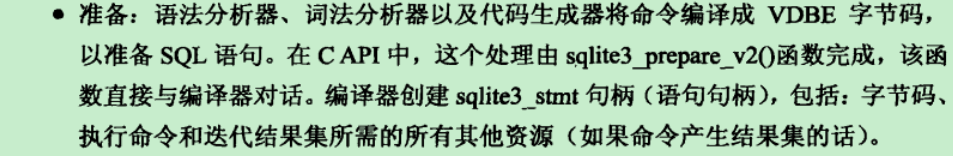 ● 准备：语法分析器、词法分析器以及代码生成器将命令编译成 VDBE 字节码，
以准备 SQL 语句。在 C API 中，这个处理由 sqlite3_prepare_v2()函数完成，该函
数直接与编译器对话。编译器创建 sqlite3_stmt 句柄（语句句柄），包括：字节码、
执行命令和迭代结果集所需的所有其他资源（如果命令产生结果集的话）。